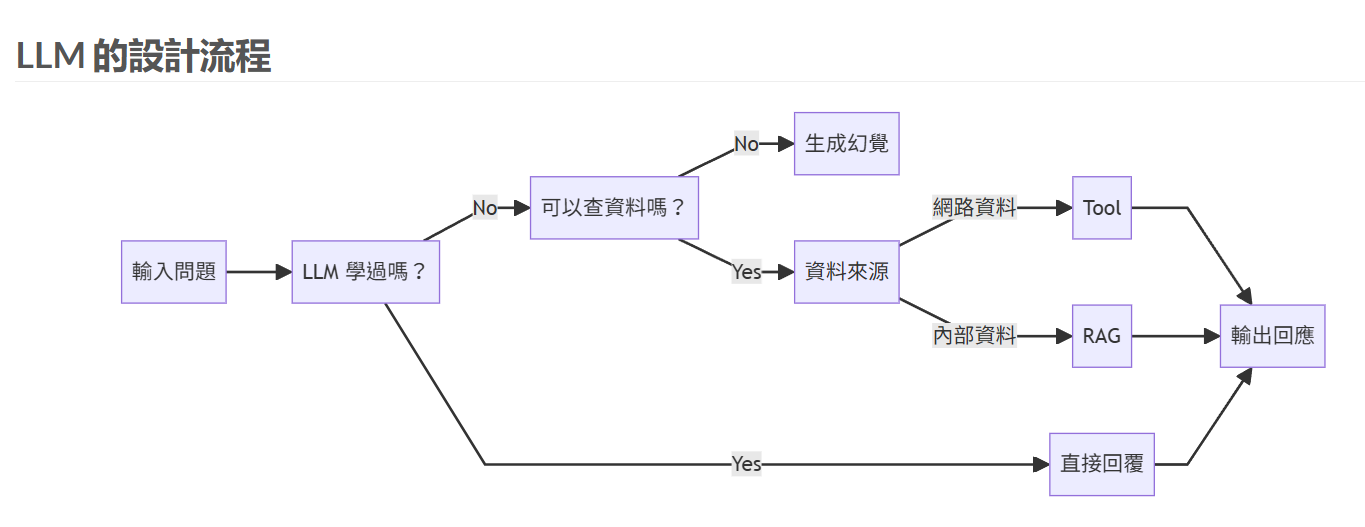 LLM 的設計流程
輸入問題
LLM 學過嗎？
No
可以查資料嗎？
No
生成幻覺
Yes
資料來源
網路資料
Tool
內部資料
RAG
Yes
直接回覆
輸出回應